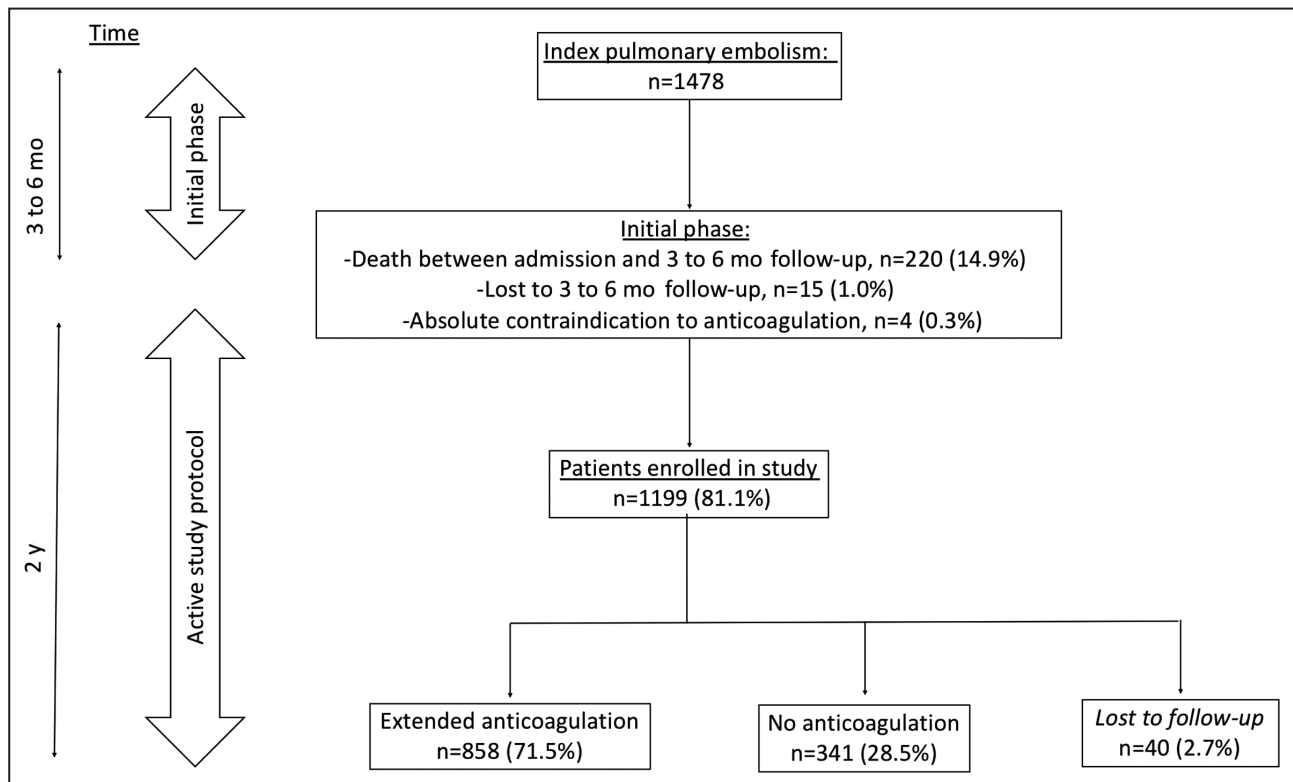 Time
3 to 6 mo
Initial phase
2 y
Active study protocol
Index pulmonary embolism:
n=1478
Initial phase:
-Death between admission and 3 to 6 mo follow-up, n=220 (14.9%)
-Lost to 3 to 6 mo follow-up, n=15 (1.0%)
-Absolute contraindication to anticoagulation, n=4 (0.3%)
Patients enrolled in study
n=1199 (81.1%)
Extended anticoagulation
n=858 (71.5%)
No anticoagulation
n=341 (28.5%)
Lost to follow-up
n=40 (2.7%)